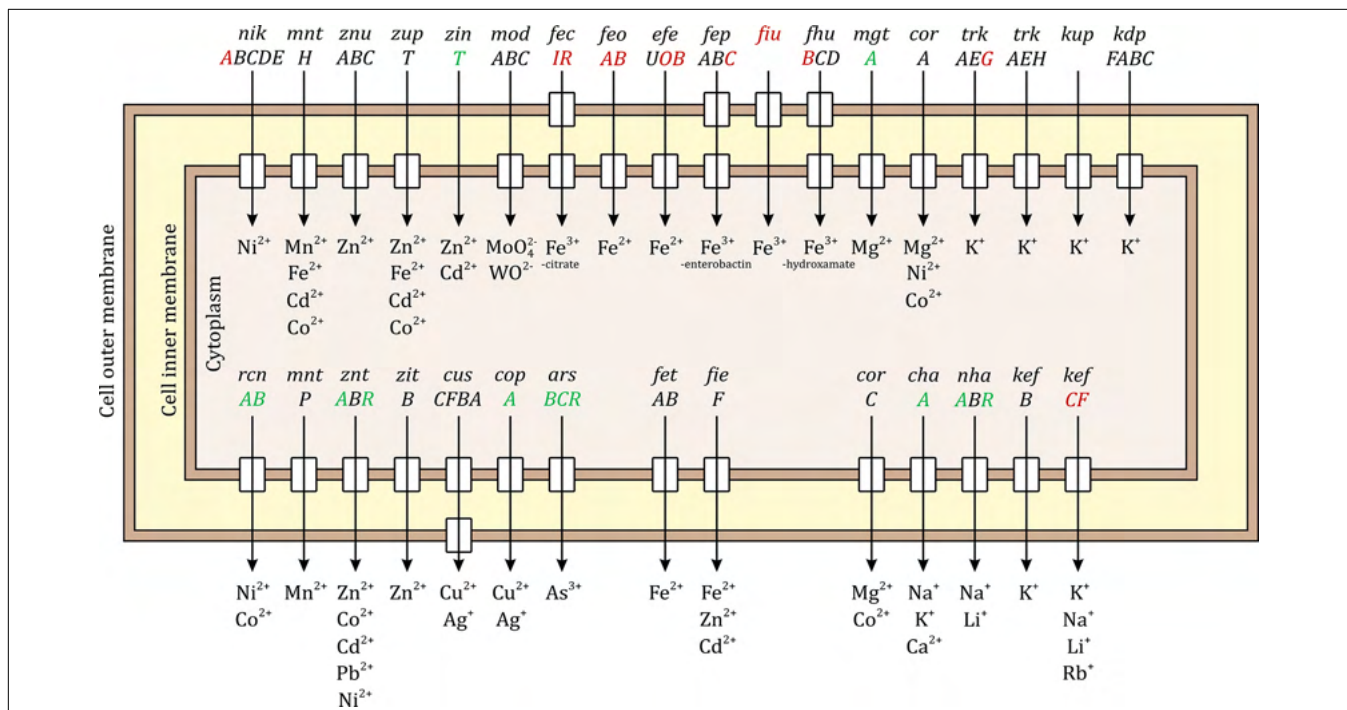 nik mnt znu zup zin mod fec feo efe fep fiu fhu mgt cor trk trk kup kdp
ABCDE H ABC T T ABC IR AB UOB ABC BCD A A AEG AEH FABC
Cell outer membrane
Cell inner membrane
Cytoplasm
Ni²⁺ Mn²⁺ Zn²⁺ Zn²⁺ Zn²⁺ MoO₄²⁻ Fe³⁺ Fe²⁺ Fe²⁺ Fe³⁺ Fe³⁺ Fe³⁺ Mg²⁺ Mg²⁺ K⁺ K⁺ K⁺ K⁺
-citrate -enterobactin -hydroxamate
Fe²⁺ Fe²⁺ Cd²⁺ WO²⁻ Ni²⁺
Cd²⁺ Cd²⁺ Co²⁺
Co²⁺ Co²⁺
rcn mnt znt zit cus cop ars fet fie cor cha nha kef kef
AB P ABR B CFBA A BCR AB F C A ABR B CF
Ni²⁺ Mn²⁺ Zn²⁺ Zn²⁺ Cu²⁺ Cu²⁺ As³⁺ Fe²⁺ Fe²⁺ Mg²⁺ Na⁺ Na⁺ K⁺ K⁺
Co²⁺ Co²⁺ Ag⁺ Ag⁺ Zn²⁺ Co²⁺ K⁺ Li⁺ Na⁺
Cd²⁺ Cd²⁺ Ca²⁺ Li⁺
Pb²⁺ Rb⁺
Ni²⁺